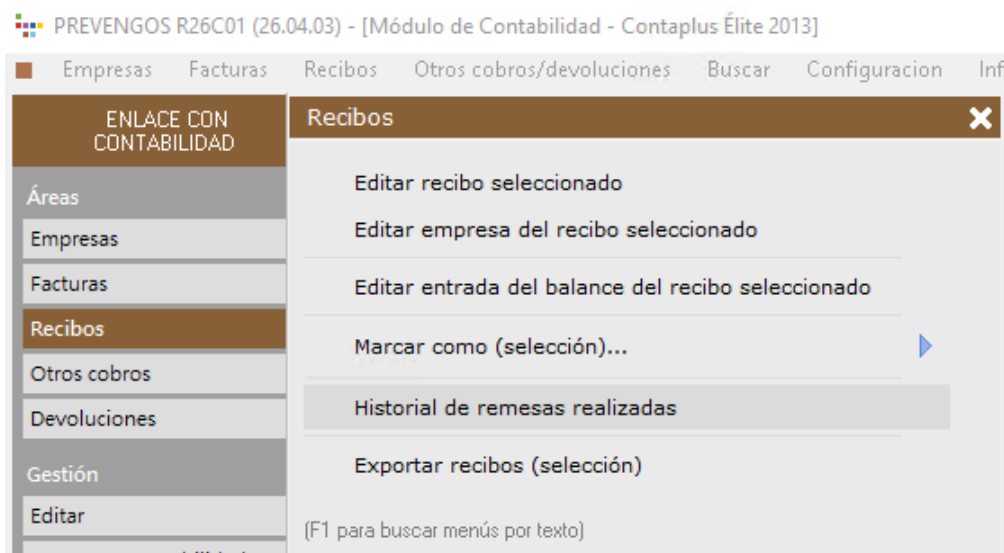 PREVENGOS R26C01 (26.04.03) - [Módulo de Contabilidad - Contaplus Élite 2013]
Empresas Facturas Recibos Otros cobros/devoluciones Buscar Configuracion
ENLACE CON
CONTABILIDAD
Áreas
Empresas
Facturas
Recibos
Otros cobros
Devoluciones
Gestión
Editar
Recibos
Editar recibo seleccionado
Editar empresa del recibo seleccionado
Editar entrada del balance del recibo seleccionado
Marcar como (selección)...
Historial de remesas realizadas
Exportar recibos (selección)
(F1 para buscar menús por texto)